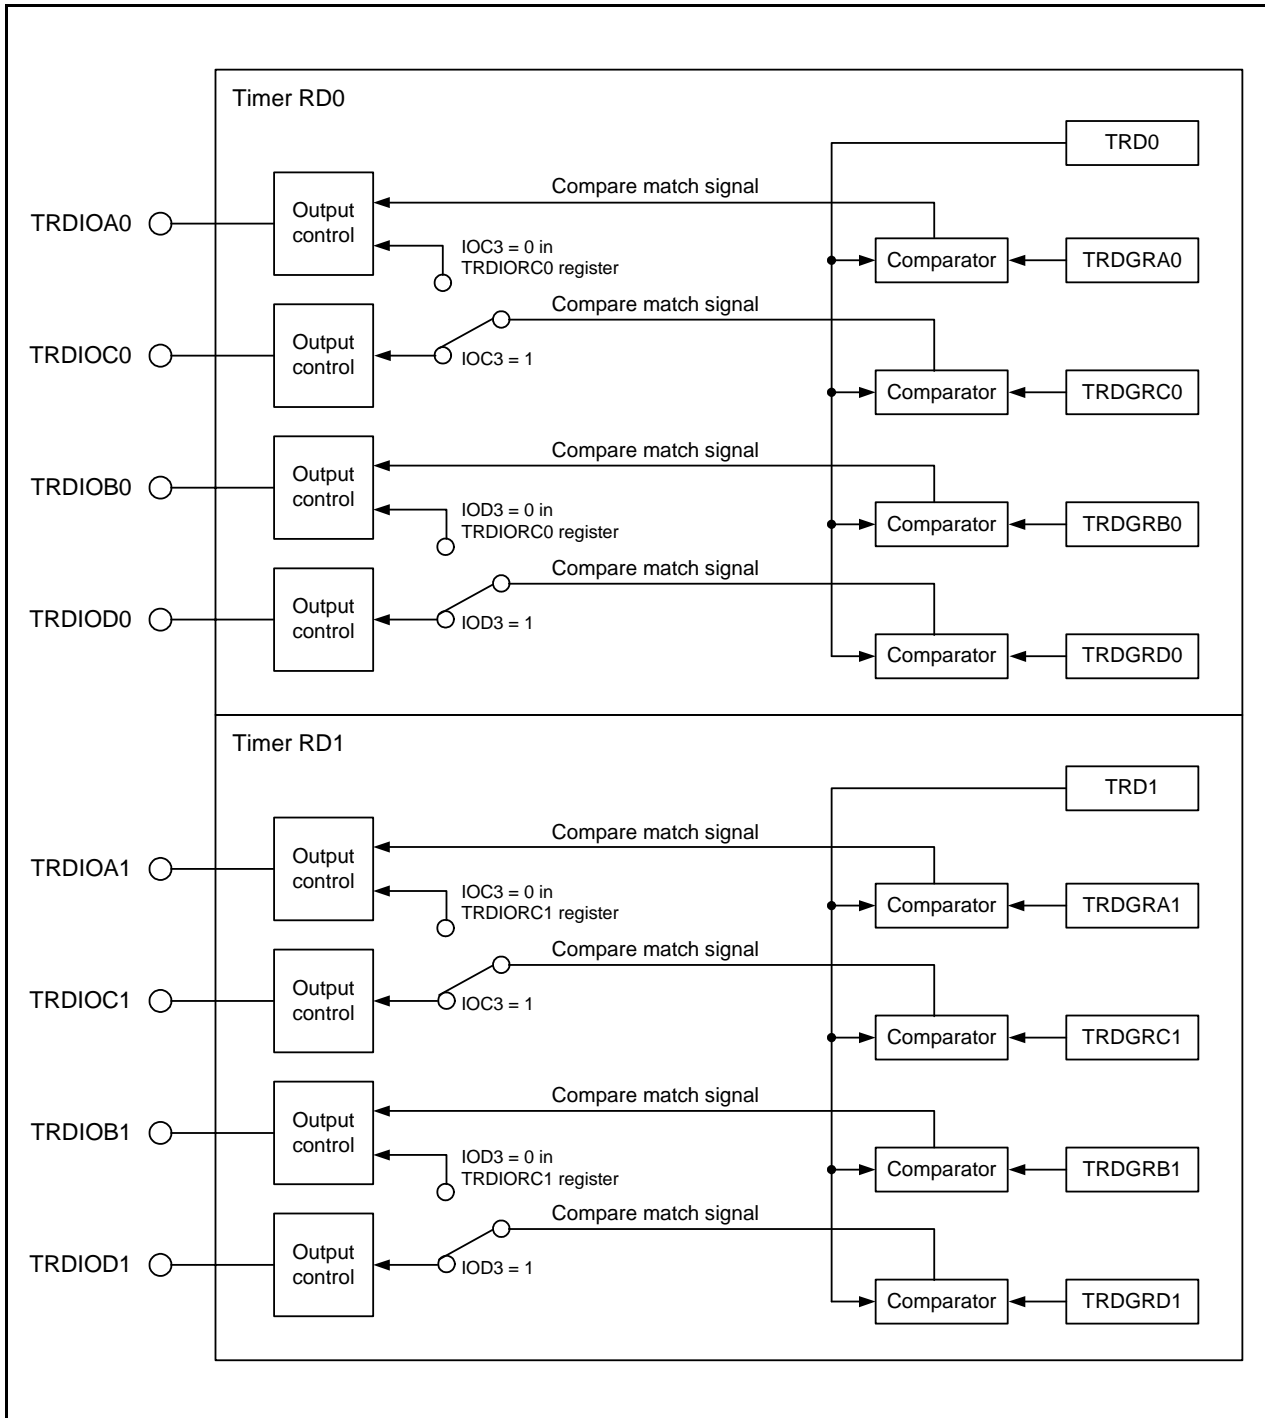 Timer RD0
TRD0
Compare match signal
TRDIOA0
Output
control
IOC3 = 0 in
TRDIORC0 register
Comparator
TRDGRA0
Compare match signal
TRDIOC0
Output
control
IOC3 = 1
Comparator
TRDGRC0
Compare match signal
TRDIOB0
Output
control
IOD3 = 0 in
TRDIORC0 register
Comparator
TRDGRB0
Compare match signal
TRDIOD0
Output
control
IOD3 = 1
Comparator
TRDGRD0
Timer RD1
TRD1
Compare match signal
TRDIOA1
Output
control
IOC3 = 0 in
TRDIORC1 register
Comparator
TRDGRA1
Compare match signal
TRDIOC1
Output
control
IOC3 = 1
Comparator
TRDGRC1
Compare match signal
TRDIOB1
Output
control
IOD3 = 0 in
TRDIORC1 register
Comparator
TRDGRB1
Compare match signal
TRDIOD1
Output
control
IOD3 = 1
Comparator
TRDGRD1